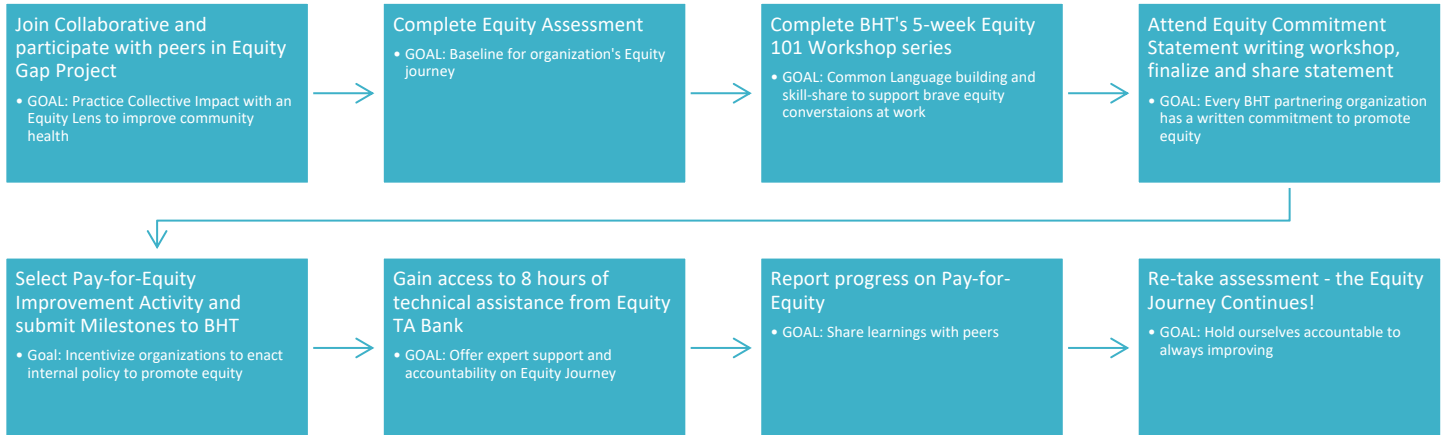 Join Collaborative and
participate with peers in Equity
Gap Project
• GOAL: Practice Collective Impact with an
Equity Lens to improve community
health
Complete Equity Assessment
• GOAL: Baseline for organization's Equity
journey
Complete BHT's 5-week Equity
101 Workshop series
• GOAL: Common Language building and
skill-share to support brave equity
converstaions at work
Attend Equity Commitment
Statement writing workshop,
finalize and share statement
• GOAL: Every BHT partnering organization
has a written commitment to promote
equity
Select Pay-for-Equity
Improvement Activity and
submit Milestones to BHT
• Goal: Incentivize organizations to enact
internal policy to promote equity
Gain access to 8 hours of
technical assistance from Equity
TA Bank
• GOAL: Offer expert support and
accountability on Equity Journey
Report progress on Pay-for-
Equity
• GOAL: Share learnings with peers
Re-take assessment - the Equity
Journey Continues!
• GOAL: Hold ourselves accountable to
always improving